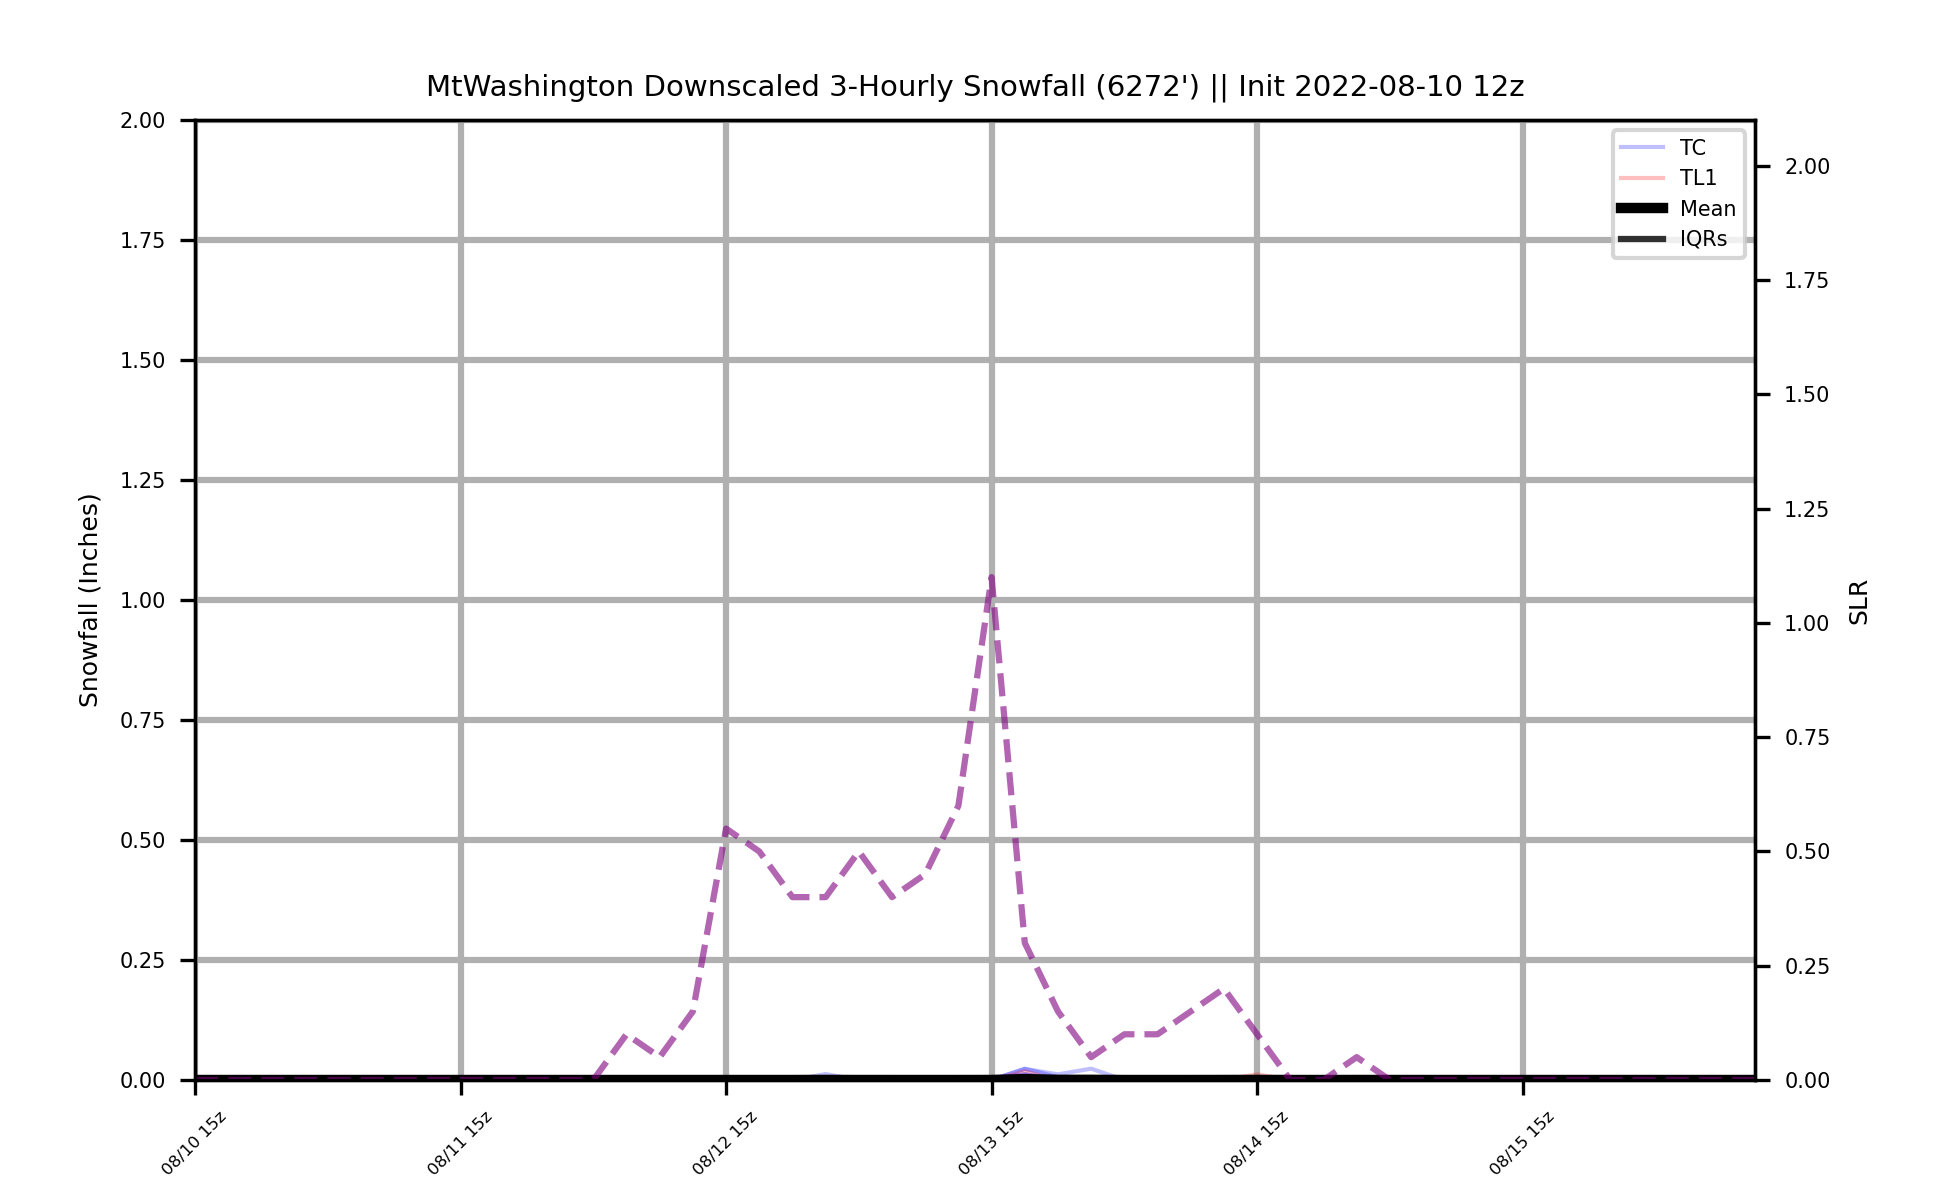 MtWashington Downscaled 3-Hourly Snowfall (6272') || Init 2022-08-10 12z
Snowfall (Inches)
2.00
1.75
1.50
1.25
1.00
0.75
0.50
0.25
0.00
TC
TL1
Mean
IQRs
2.00
1.75
1.50
1.25
1.00
0.75
0.50
0.25
0.00
SLR
08/10 15z
08/11 15z
08/12 15z
08/13 15z
08/14 15z
08/15 15z